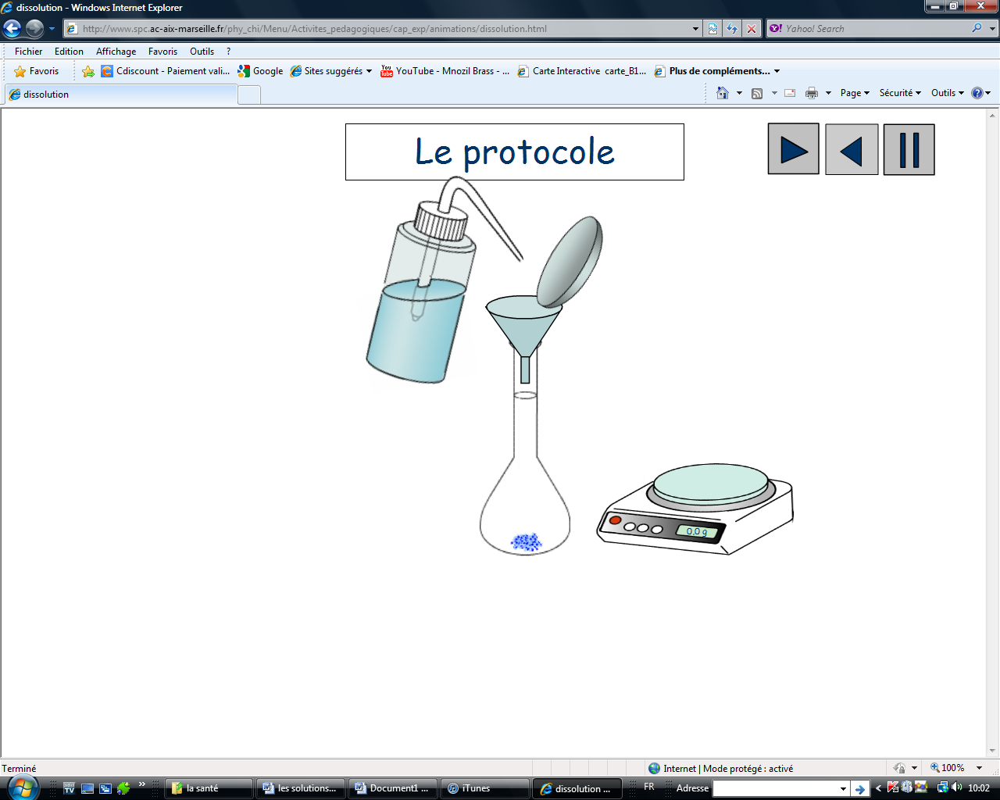 dissolution - Windows Internet Explorer
http://www.spc.ac-aix-marseille.fr/phy_chi/Menu/Activites_pedagogiques/cap_exp/animations/dissolution.html
Yahoo! Search
Fichier Edition Affichage Favoris Outils ?
Favoris Cdiscount - Paiement vali... Google Sites suggérés YouTube - Mnozil Brass - ... Carte Interactive carte_B1... Plus de compléments...
dissolution Page Sécurité Outils
Le protocole
0,0 g
Terminé Internet | Mode protégé : activé 100%
la santé les solutions... Document1 ... iTunes dissolution ... FR Adresse 10:02